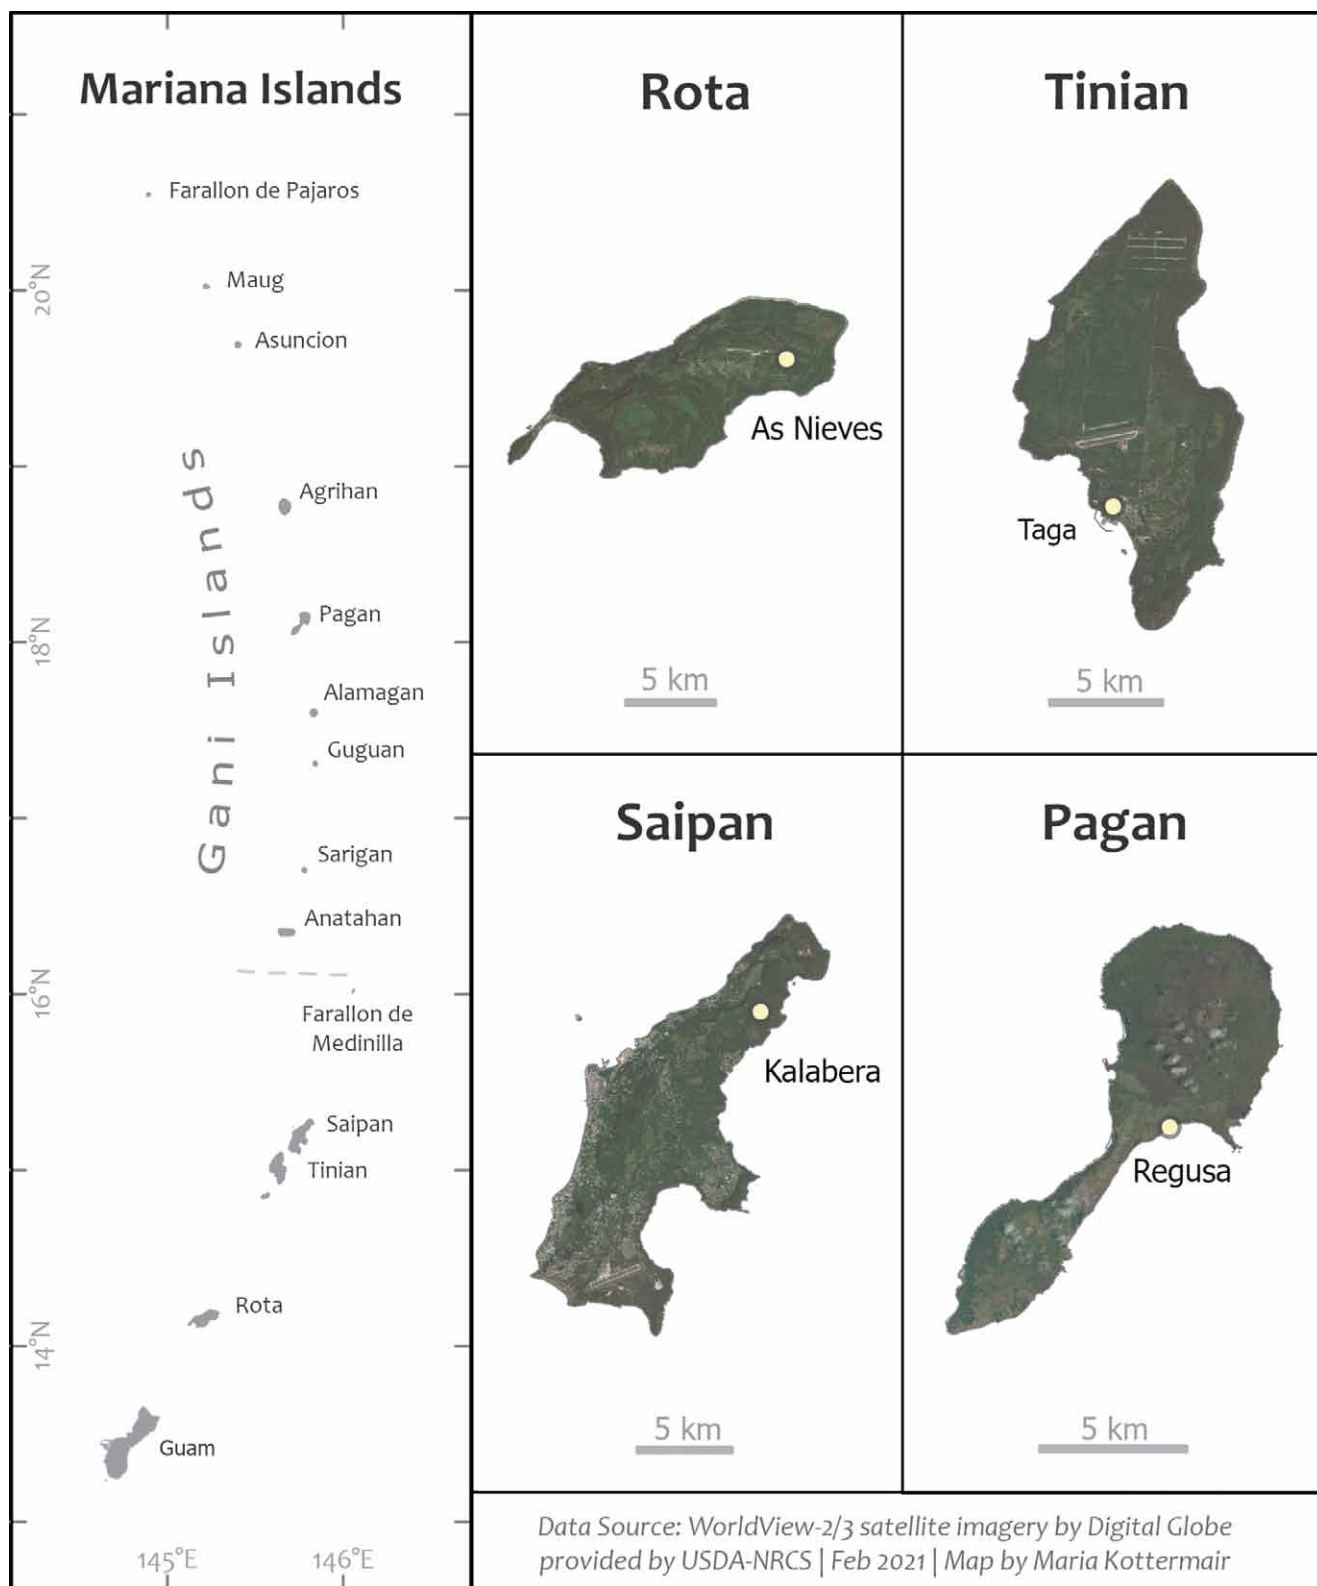 Mariana Islands
Farallon de Pajaros
Maug
20°N
Asuncion
Gani Islands
Agrihan
Pagan
18°N
Alamagan
Guguan
Sarigan
Anatahan
16°N
Farallon de
Medinilla
Saipan
Tinian
Rota
14°N
Guam
145°E
146°E
Rota
As Nieves
5 km
Tinian
Taga
5 km
Saipan
Kalabera
5 km
Pagan
Regusa
5 km
Data Source: WorldView-2/3 satellite imagery by Digital Globe
provided by USDA-NRCS | Feb 2021 | Map by Maria Kottermair